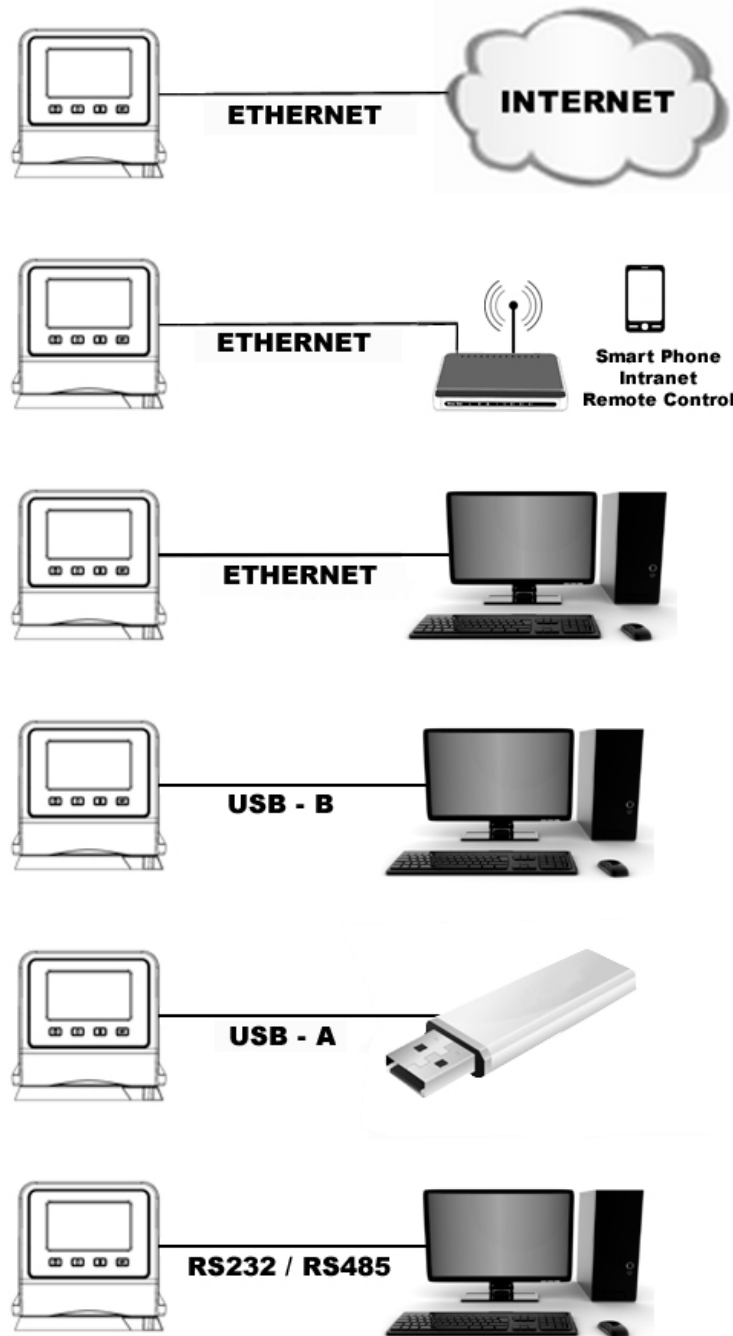 ETHERNET
INTERNET
ETHERNET
Smart Phone
Intranet
Remote Control
ETHERNET
USB - B
USB - A
RS232 / RS485